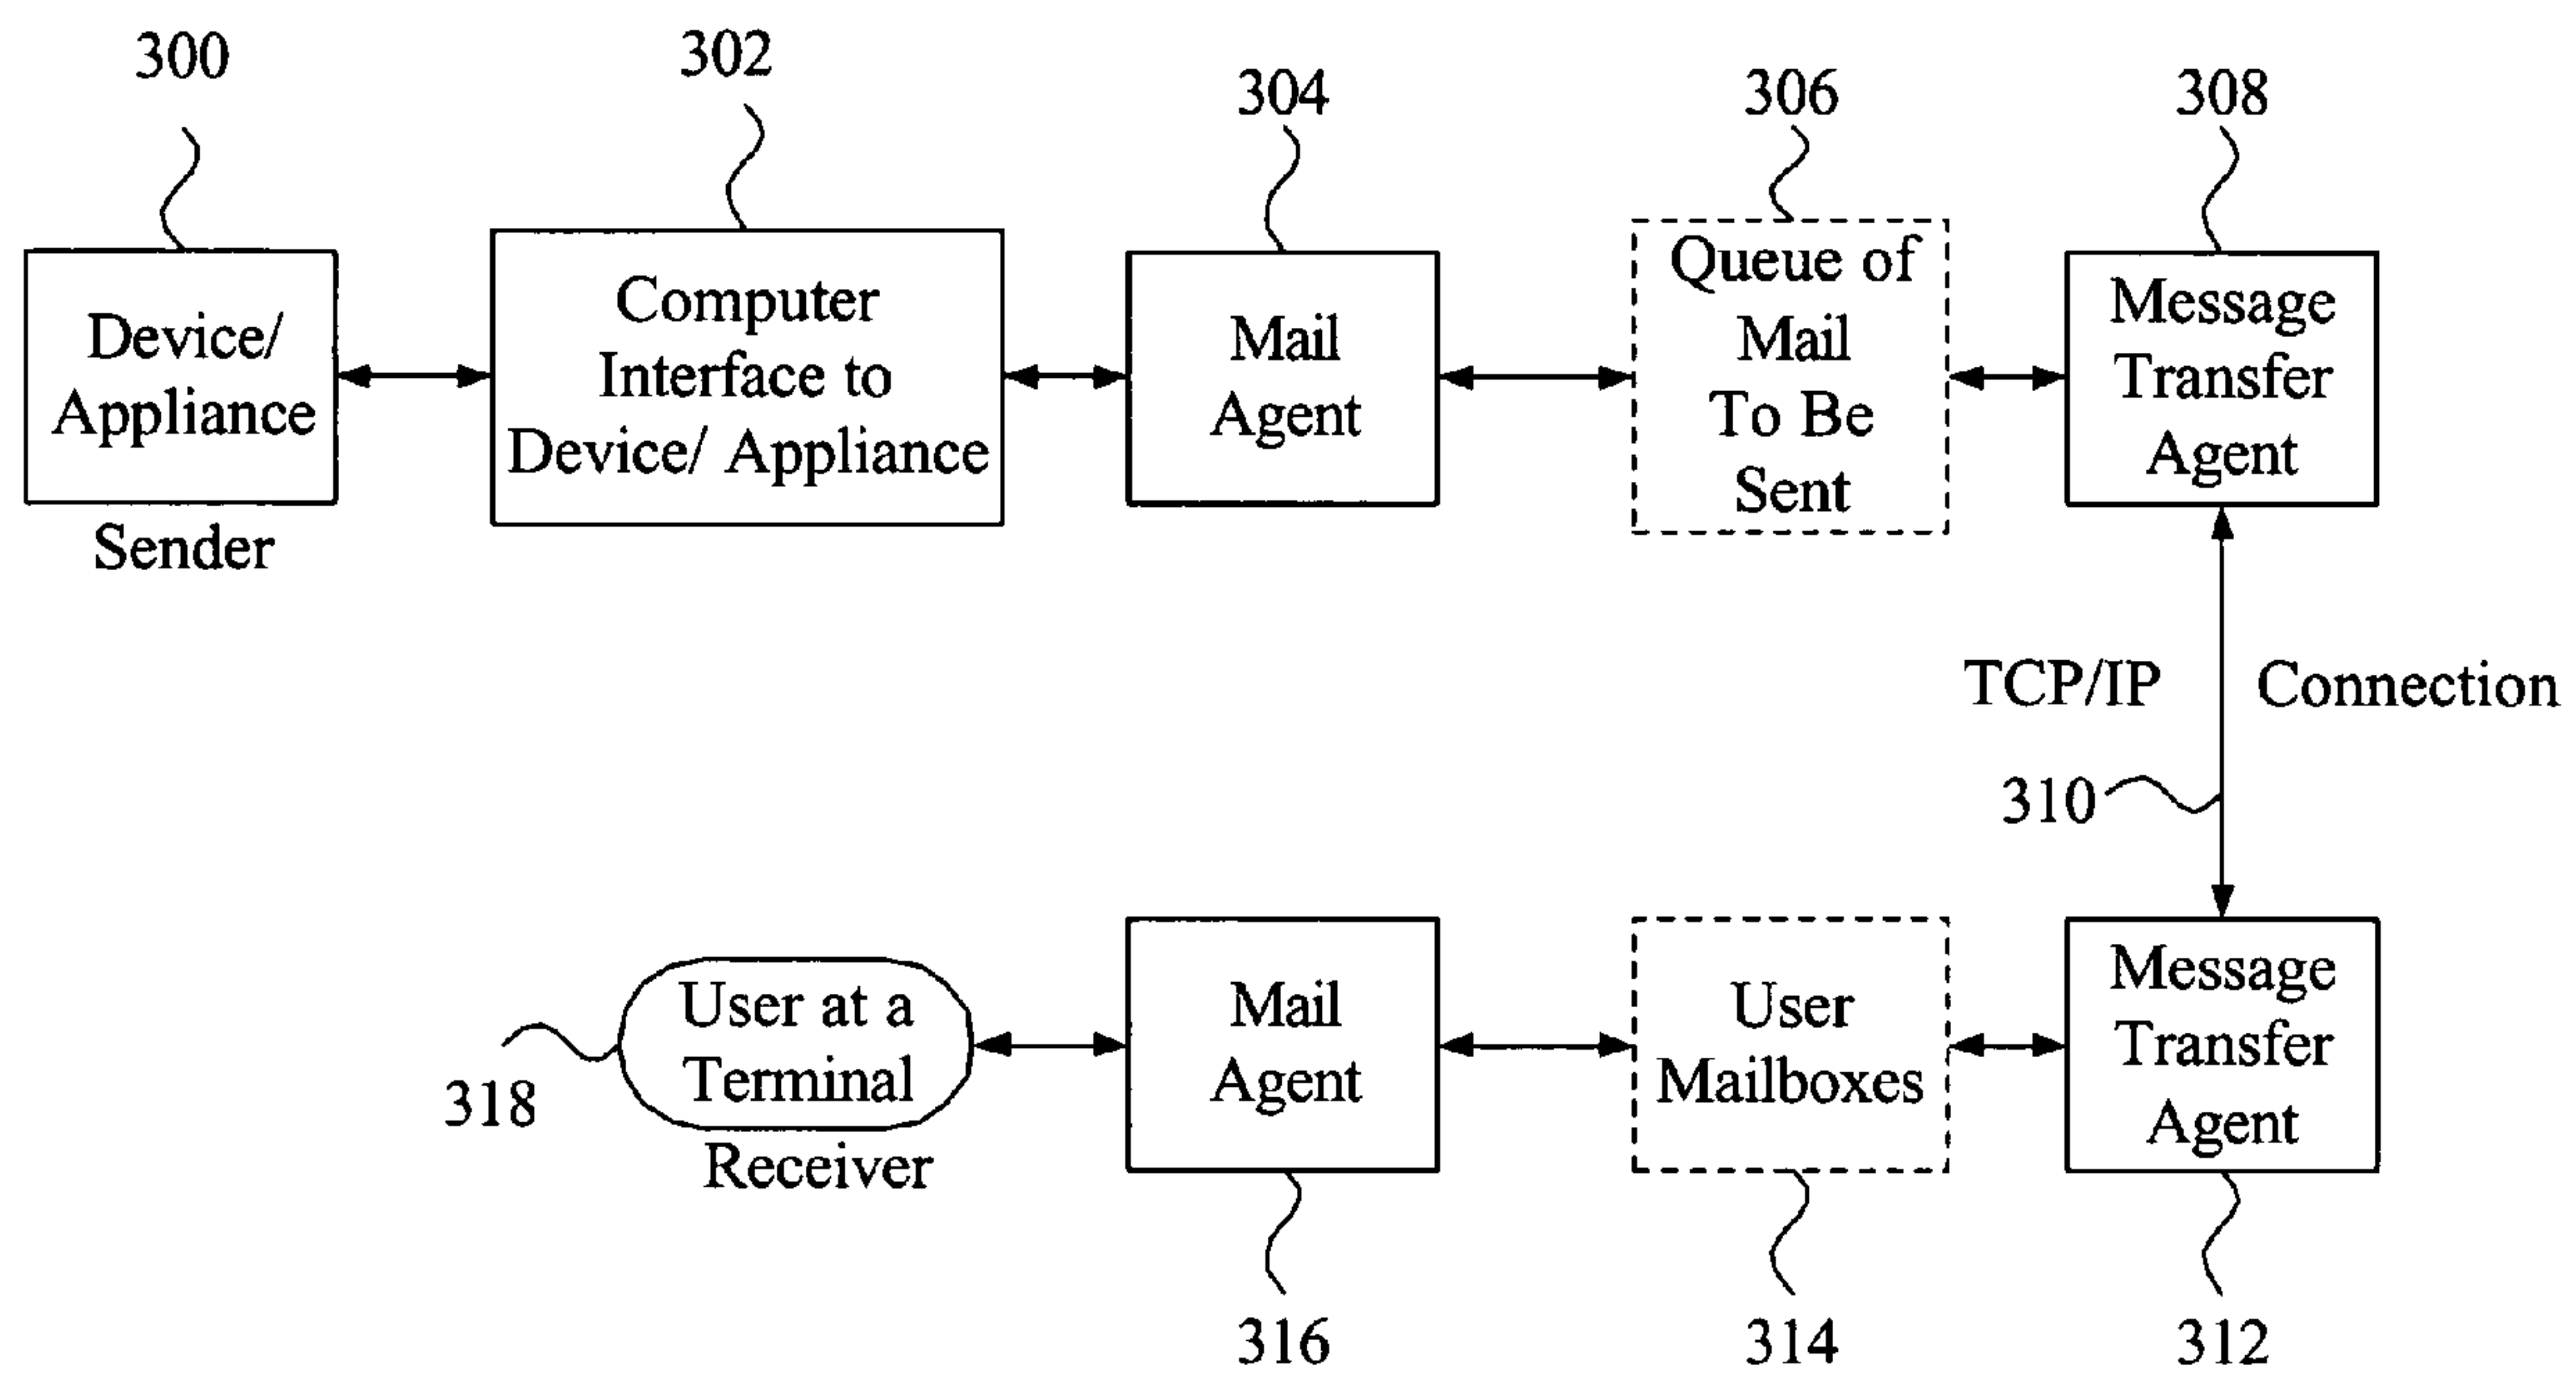 300
302
304
306
308
Device/
Appliance
Sender
Computer
Interface to
Device/ Appliance
Mail
Agent
Queue of
Mail
To Be
Sent
Message
Transfer
Agent
TCP/IP Connection
310
User at a
Terminal
Receiver
318
Mail
Agent
User
Mailboxes
Message
Transfer
Agent
316
314
312